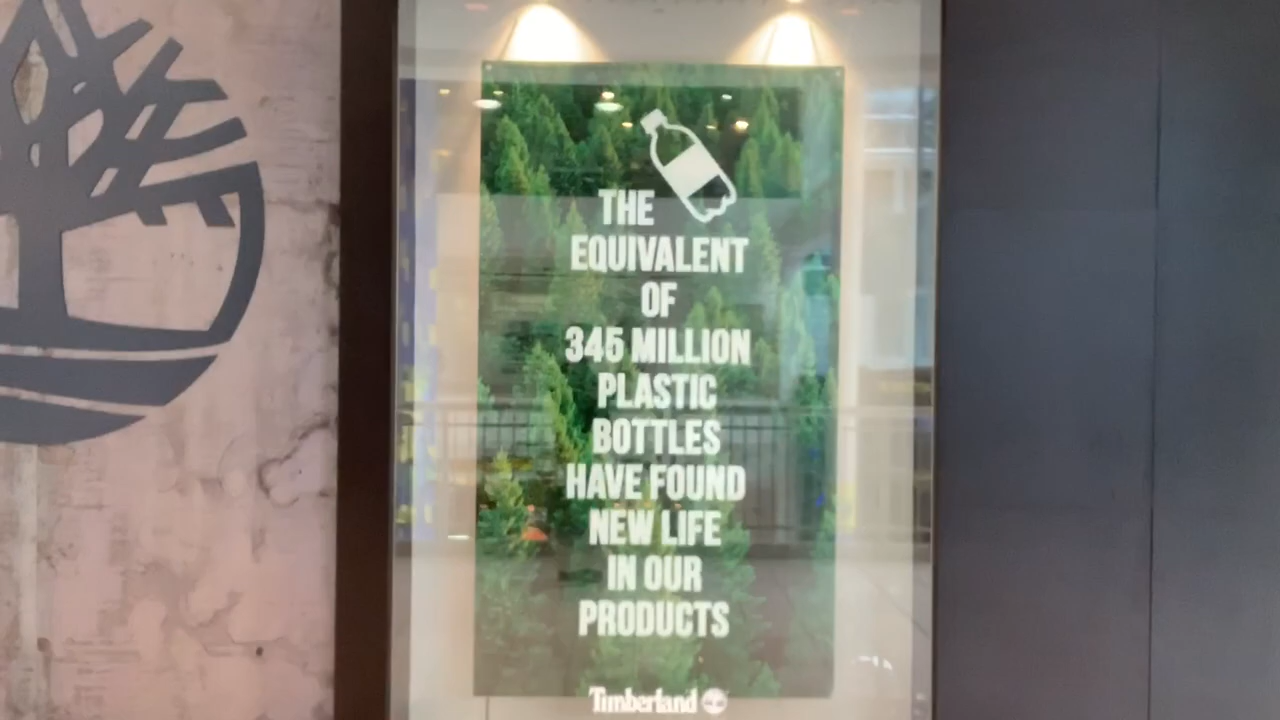 THE
EQUIVALENT
OF
345 MILLION
PLASTIC
BOTTLES
HAVE FOUND
NEW LIFE
IN OUR
PRODUCTS
Timberland